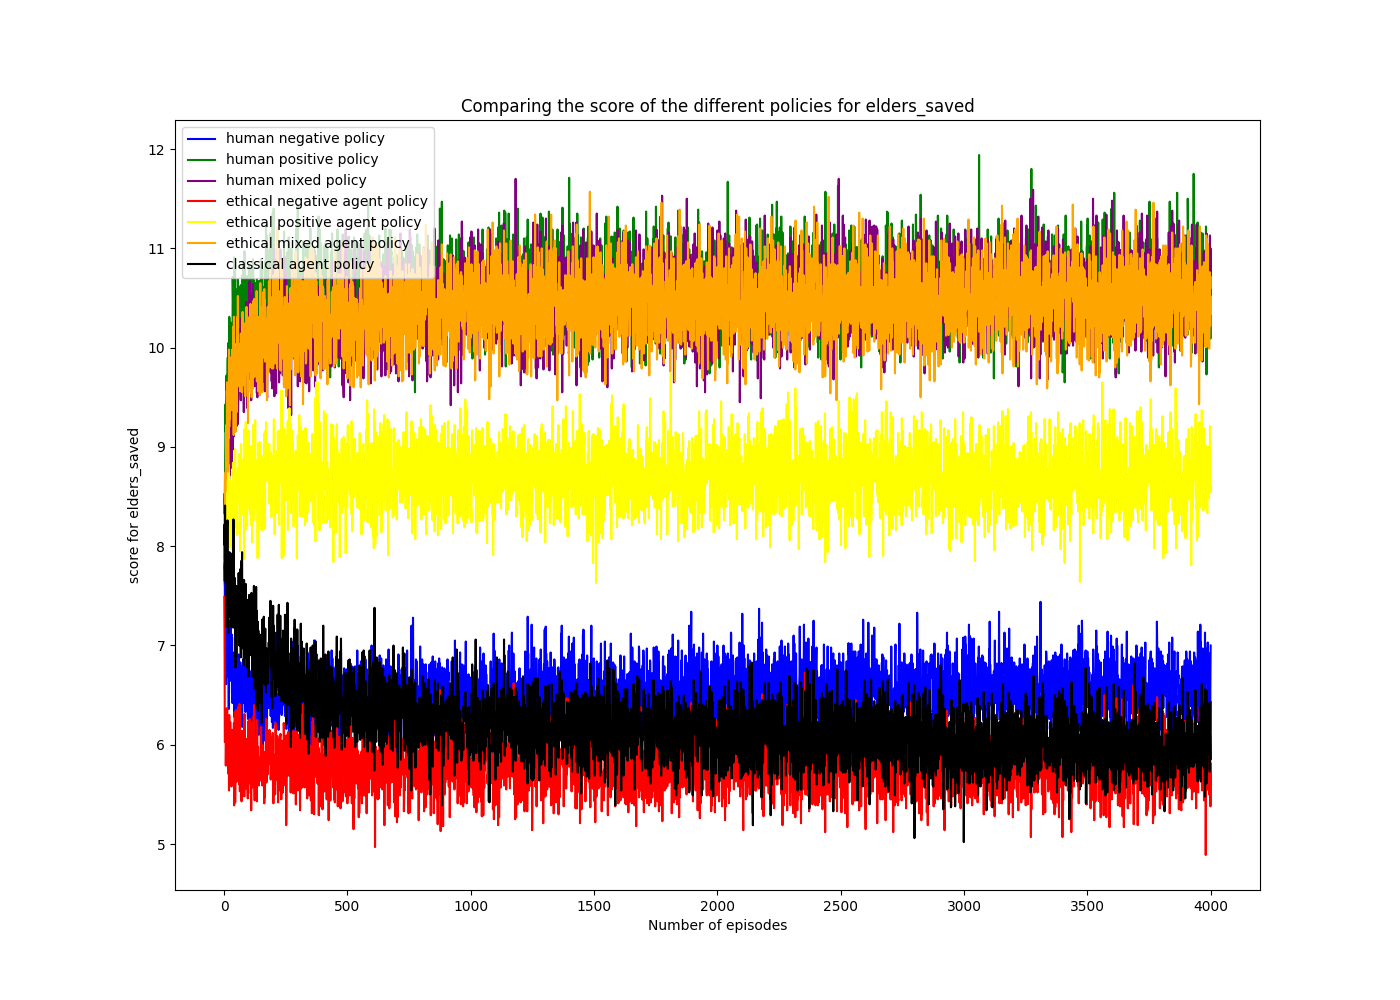 Comparing the score of the different policies for elders_saved
12
11
10
9
8
7
6
5
score for elders_saved
human negative policy
human positive policy
human mixed policy
ethical negative agent policy
ethical positive agent policy
ethical mixed agent policy
classical agent policy
0
500
1000
1500
2000
2500
3000
3500
4000
Number of episodes